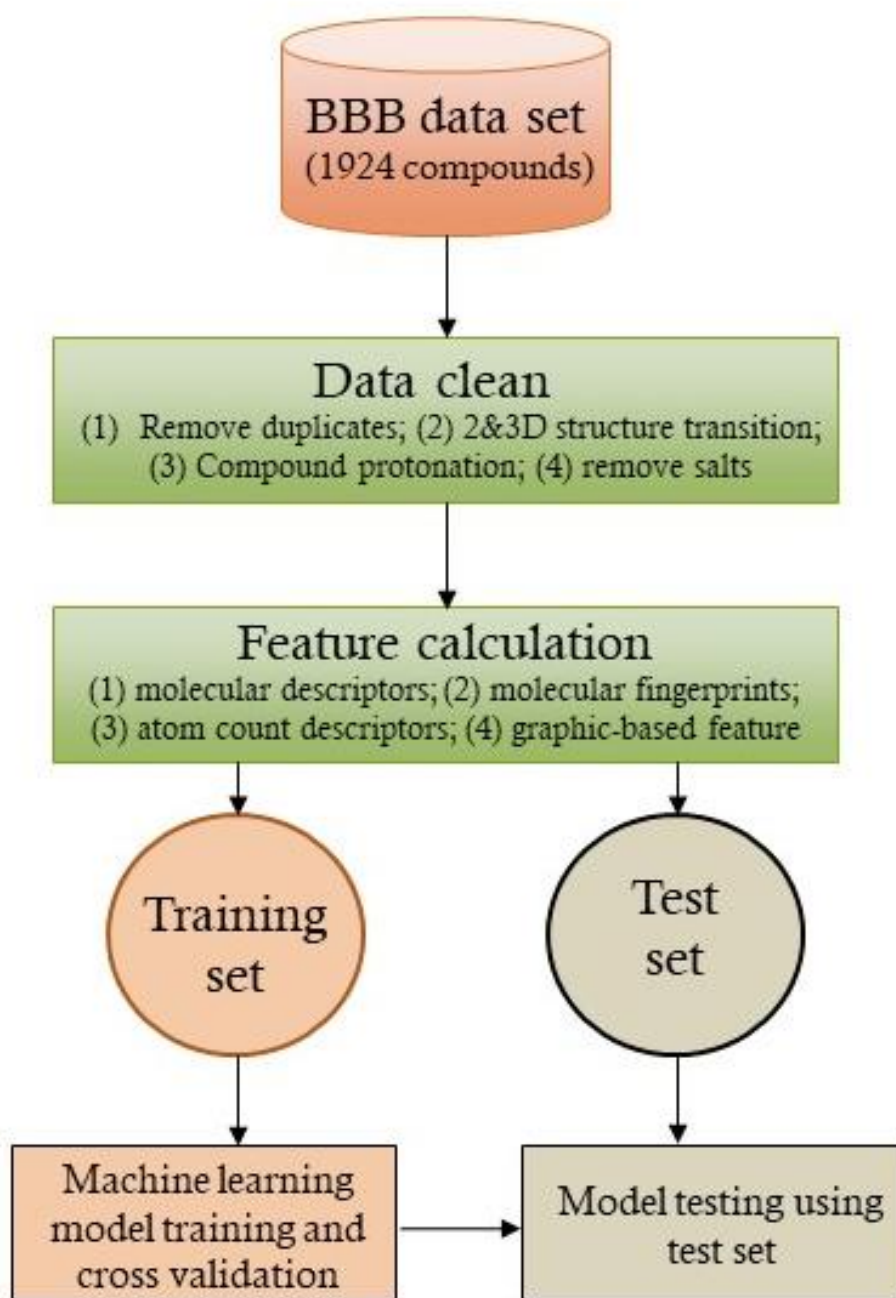 BBB data set
(1924 compounds)
Data clean
(1) Remove duplicates; (2) 2&3D structure transition;
(3) Compound protonation; (4) remove salts
Feature calculation
(1) molecular descriptors; (2) molecular fingerprints;
(3) atom count descriptors; (4) graphic-based feature
Training
set
Test
set
Machine learning
model training and
cross validation
Model testing using
test set